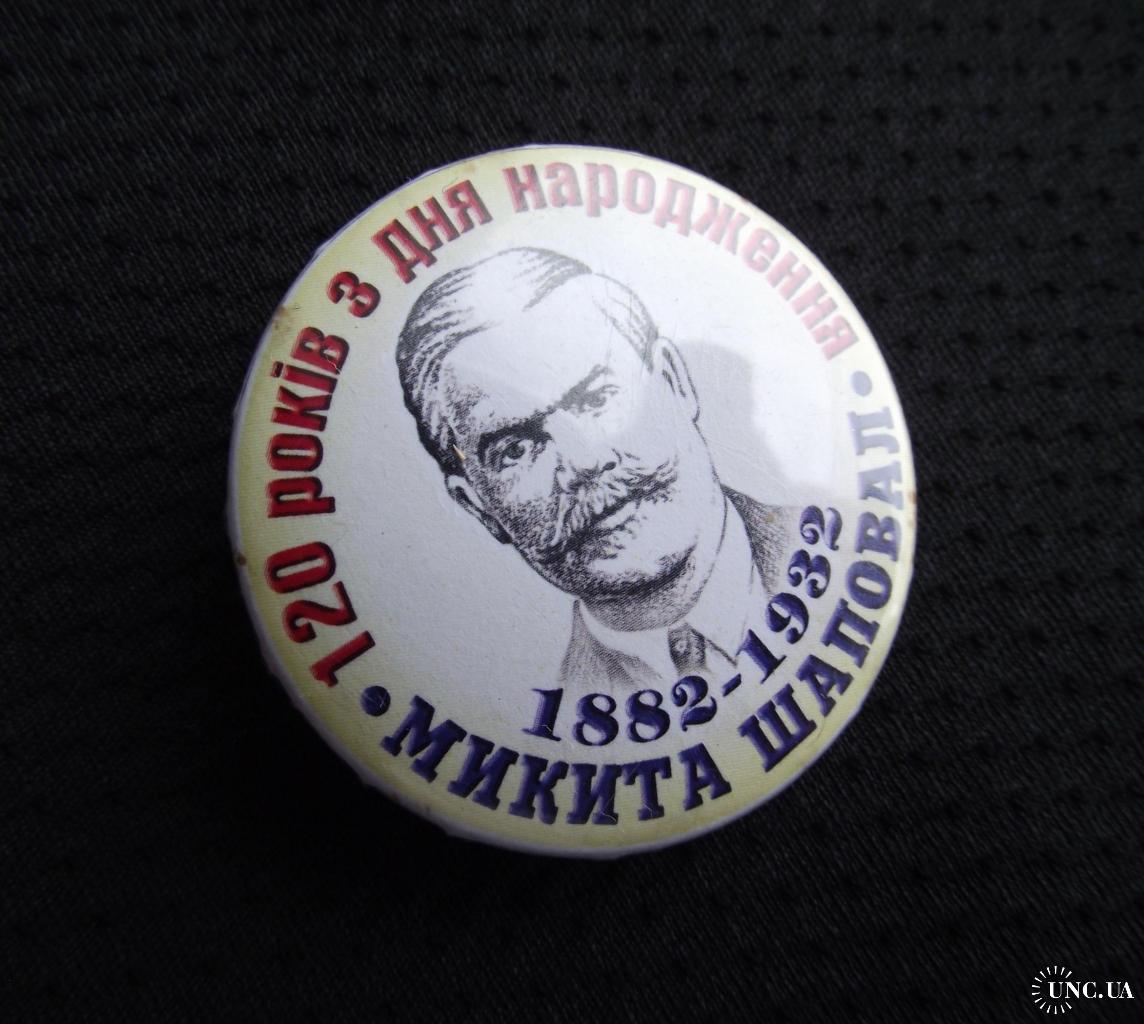 120 років з дня народження
1882-1932
• МИКИТА ШАПОВАЛ •
UNC.UA